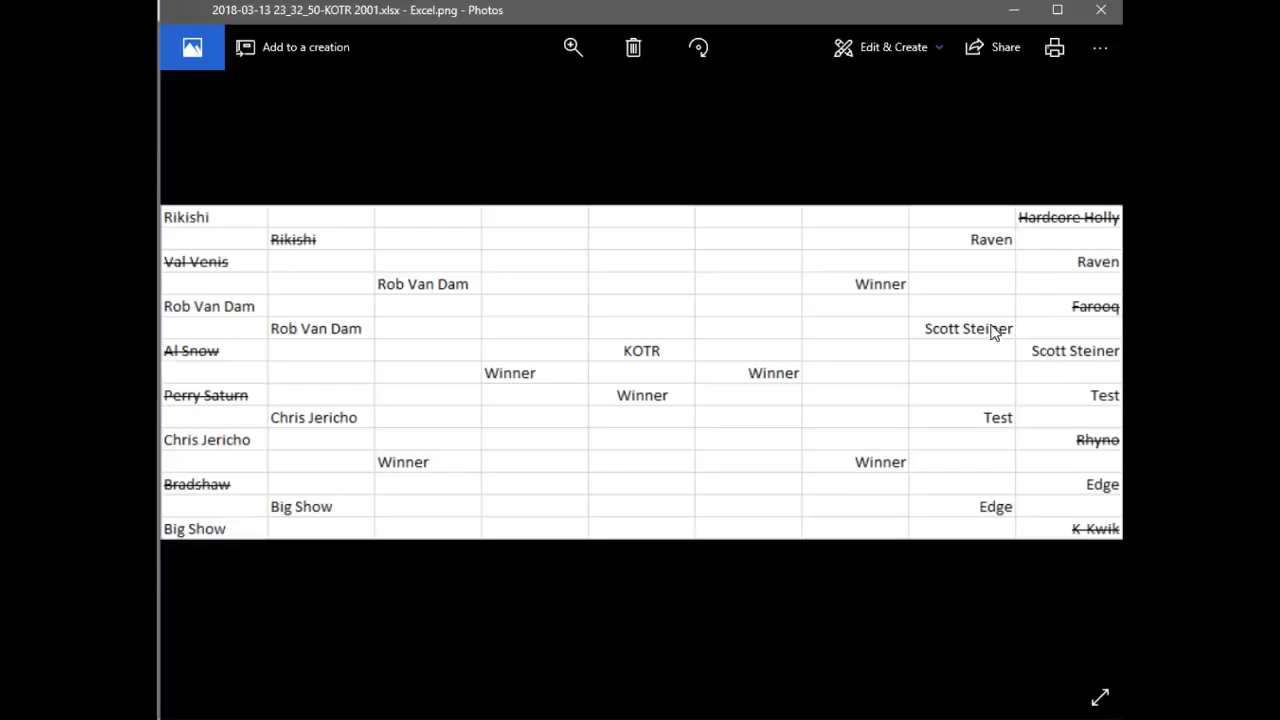 2018-03-13 23_32_50-KOTR 2001.xlsx - Excel.png - Photos
Add to a creation Edit & Create Share
Rikishi Hardcore Holly
Rikishi Raven
Val Venis Raven
Rob Van Dam Winner
Rob Van Dam Farooq
Rob Van Dam Scott Steiner
Al Snow KOTR Scott Steiner
Winner Winner
Perry Saturn Winner Test
Chris Jericho Test
Chris Jericho Rhyno
Winner Winner
Bradshaw Edge
Big Show Edge
Big Show K-Kwik